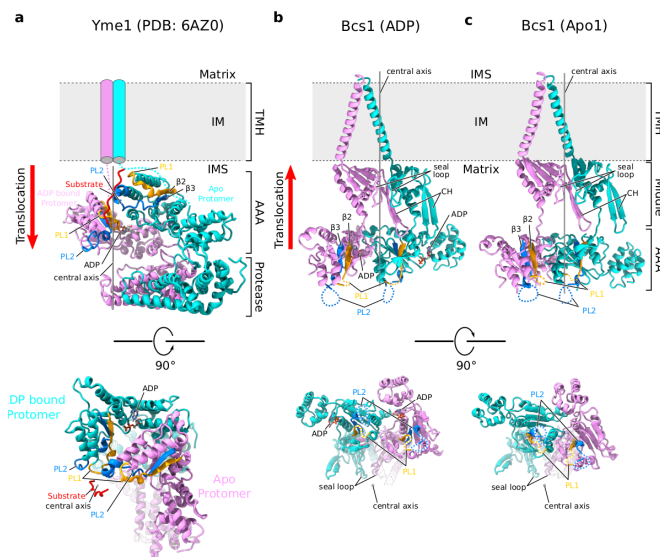 a
Yme1 (PDB: 6AZ0)
b
Bcs1 (ADP)
c
Bcs1 (Apo1)
Matrix
IM
IMS
TMH
PL2
PL1
Substrate
β2
β3
ADP-bound
Protomer
Apo
Protomer
PL1
PL2
ADP
central axis
Translocation
AAA
Protease
90°
IMS
central axis
IM
Matrix
seal
loop
CH
β2
β3
ADP
ADP
PL1
PL2
Translocation
central axis
seal
loop
CH
β2
β3
PL1
PL2
Middle
AAA
90°
DP bound
Protomer
ADP
PL2
PL1
Substrate
central axis
PL2
Apo
Protomer
PL2
ADP
ADP
PL1
seal loop
central axis
PL2
PL1
seal loop
central axis